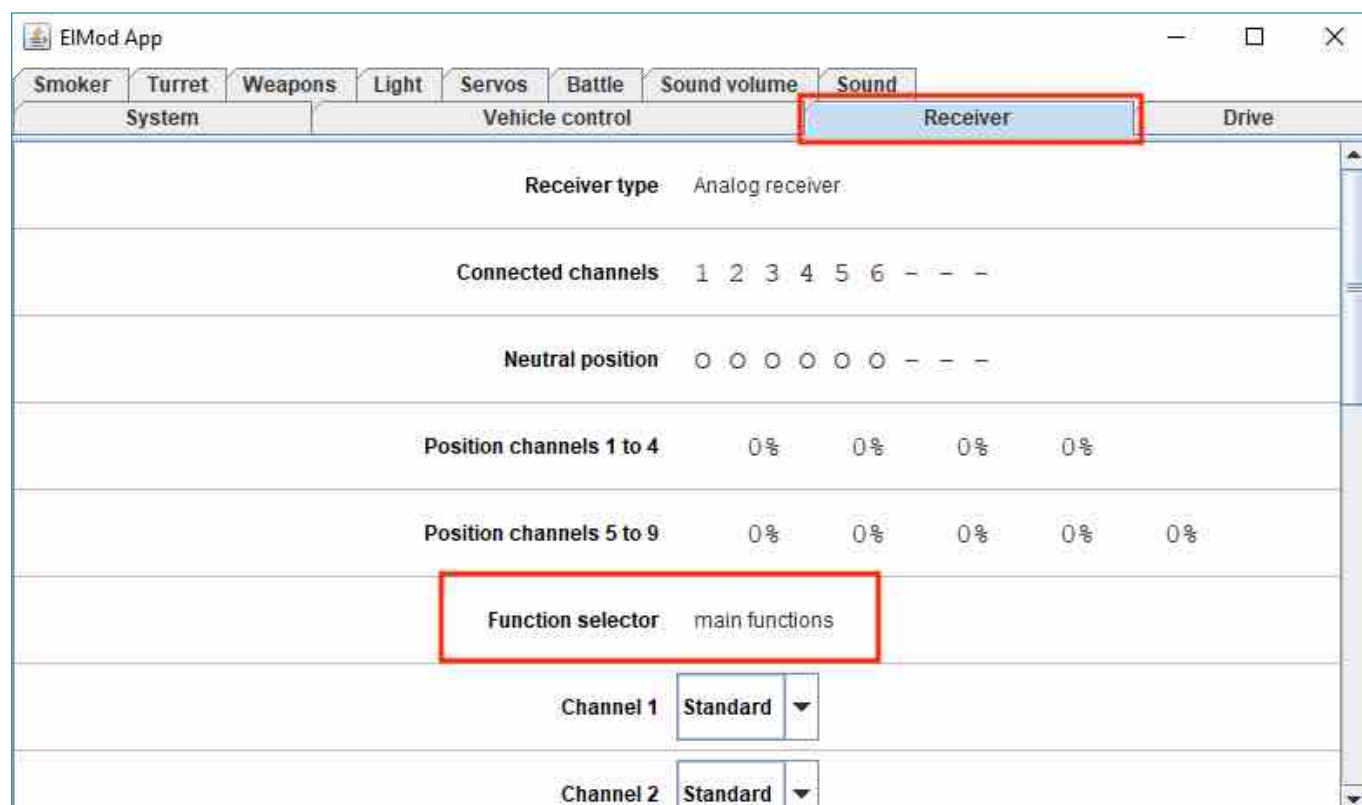 ElMod App
Smoker Turret Weapons Light Servos Battle Sound volume Sound
System Vehicle control Receiver Drive
Receiver type Analog receiver
Connected channels 1 2 3 4 5 6 - - -
Neutral position O O O O O O - - -
Position channels 1 to 4 0% 0% 0% 0%
Position channels 5 to 9 0% 0% 0% 0% 0%
Function selector main functions
Channel 1 Standard
Channel 2 Standard